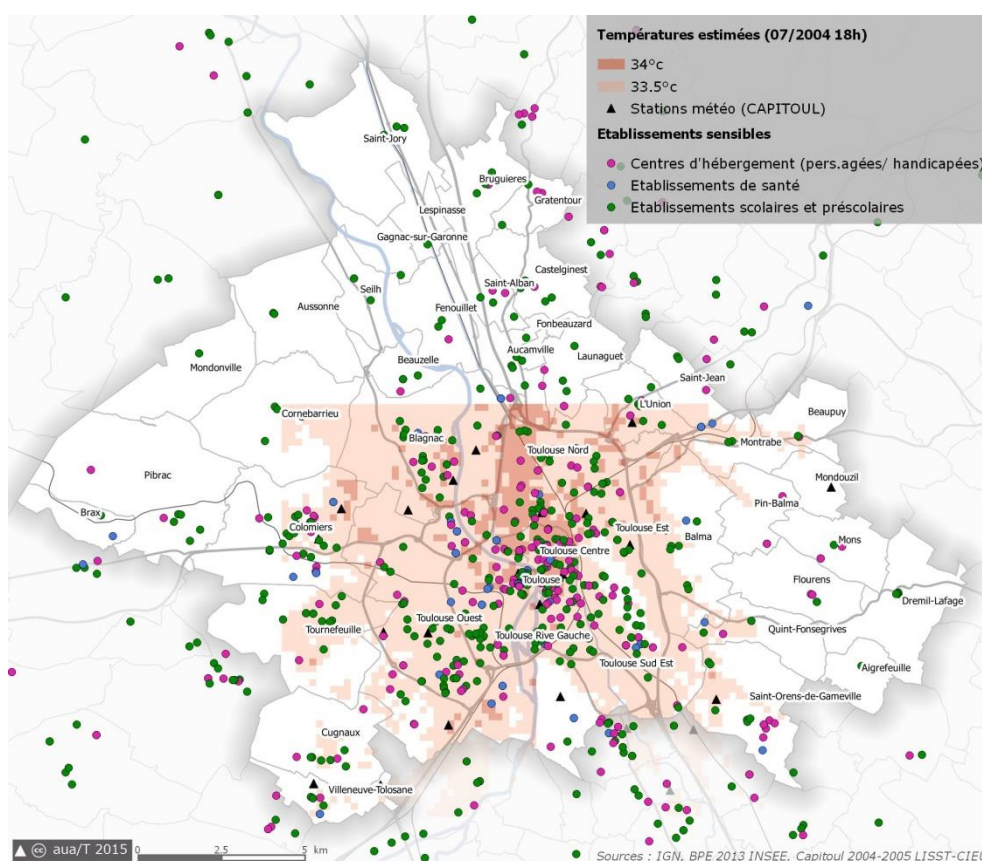 Températures estimées (07/2004 18h)
34°c
33.5°c
Stations météo (CAPITOUL)
Etablissements sensibles
Centres d'hébergement (pers.agées/ handicapées)
Etablissements de santé
Etablissements scolaires et préscolaires
Saint-Jory
Bruguieres
Gratentour
Lespinasse
Gagnac-sur-Garonne
Castelginest
Saint-Alban
Seilh
Aussonne
Fenouillet
Fonbeauzard
Aucamville
Launaguet
Beauzelle
Mondonville
Saint-Jean
L'Union
Beaupuy
Cornebarrieu
Blagnac
Montrabe
Toulouse Nord
Pibrac
Mondouzil
Pin-Balma
Brax
Colomiers
Toulouse Est
Balma
Mons
Toulouse Centre
Toulouse
Flourens
Dremil-Lafage
Toulouse Ouest
Tournefeuille
Toulouse Rive Gauche
Quint-Fonsegrives
Toulouse Sud Est
Aigrefeuille
Saint-Orens-de-Gameville
Cugnaux
Villeneuve-Tolosane
cc aua/T 2015
0 2.5 5 km
Sources : IGN, BPE 2013 INSEE, Capitoul 2004-2005 LISST-CIEU